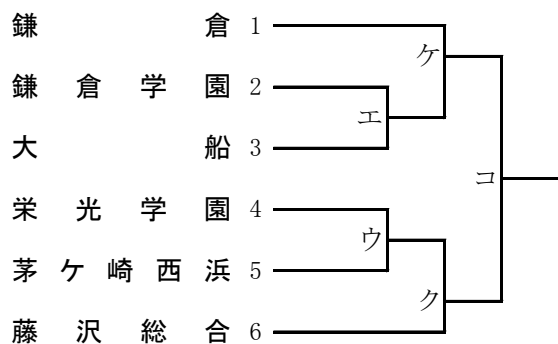 鎌倉 1
ケ
鎌倉学園 2
エ
大船 3
コ
栄光学園 4
ウ
茅ケ崎西浜 5
ク
藤沢総合 6